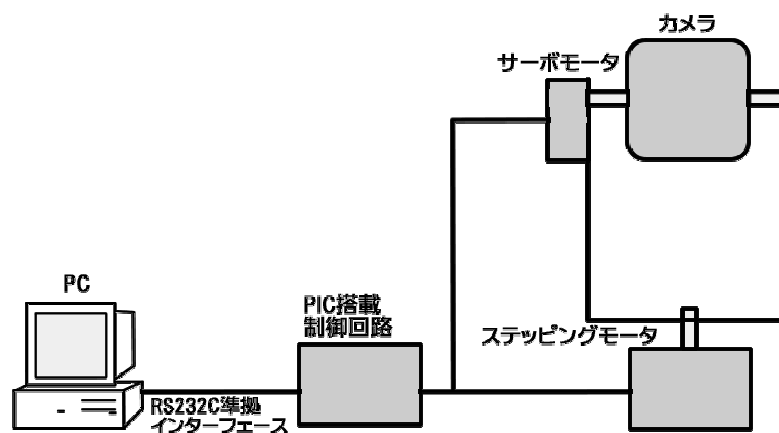 カメラ
サーボモータ
PC
PIC搭載
制御回路
ステッピングモータ
RS232C準拠
インターフェース